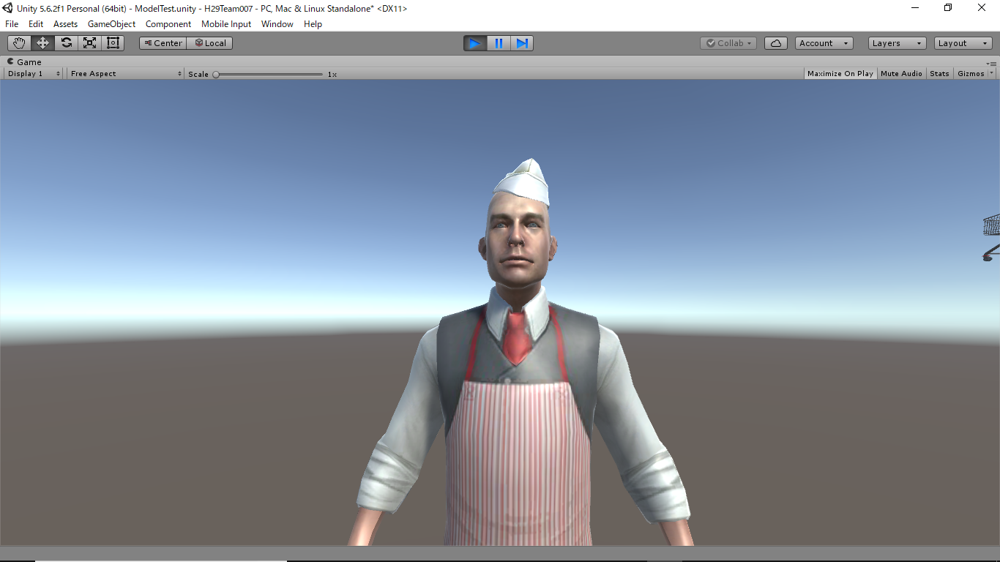 Unity 5.6.2f1 Personal (64bit) - ModelTest.unity - H29Team007 - PC, Mac & Linux Standalone* <DX11>
File Edit Assets GameObject Component Mobile Input Window Help
Center Local Collab Account Layers Layout
Game
Display 1 Free Aspect Scale 1x Maximize On Play Mute Audio Stats Gizmos